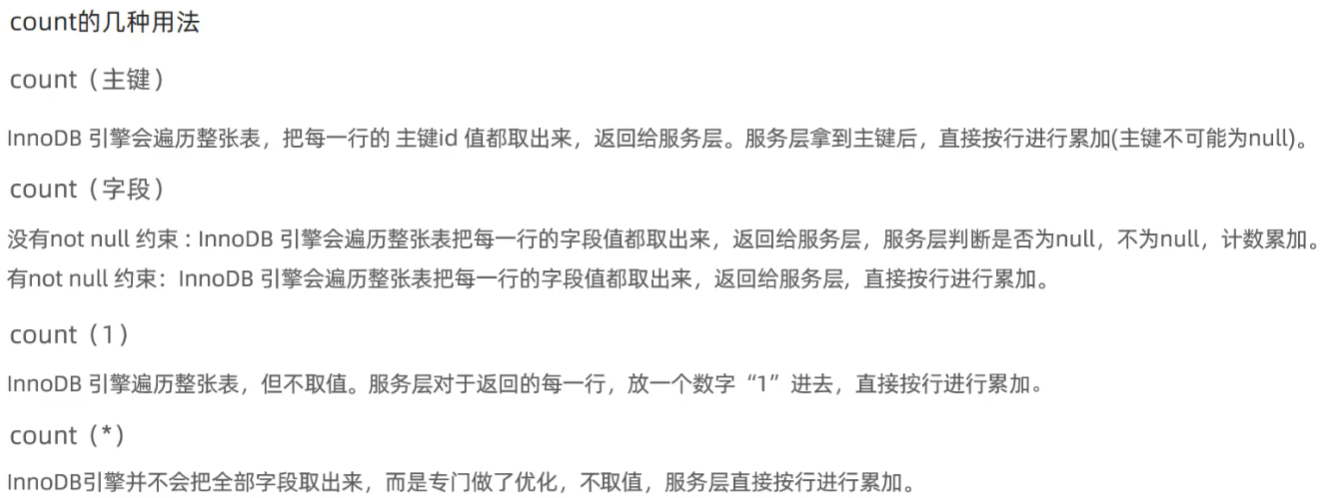 count的几种用法
count（主键）
InnoDB 引擎会遍历整张表，把每一行的 主键id 值都取出来，返回给服务层。服务层拿到主键后，直接按行进行累加(主键不可能为null)。
count（字段）
没有not null 约束 : InnoDB 引擎会遍历整张表把每一行的字段值都取出来，返回给服务层，服务层判断是否为null，不为null，计数累加。
有not null 约束：InnoDB 引擎会遍历整张表把每一行的字段值都取出来，返回给服务层，直接按行进行累加。
count（1）
InnoDB 引擎遍历整张表，但不取值。服务层对于返回的每一行，放一个数字“1”进去，直接按行进行累加。
count（*）
InnoDB引擎并不会把全部字段取出来，而是专门做了优化，不取值，服务层直接按行进行累加。